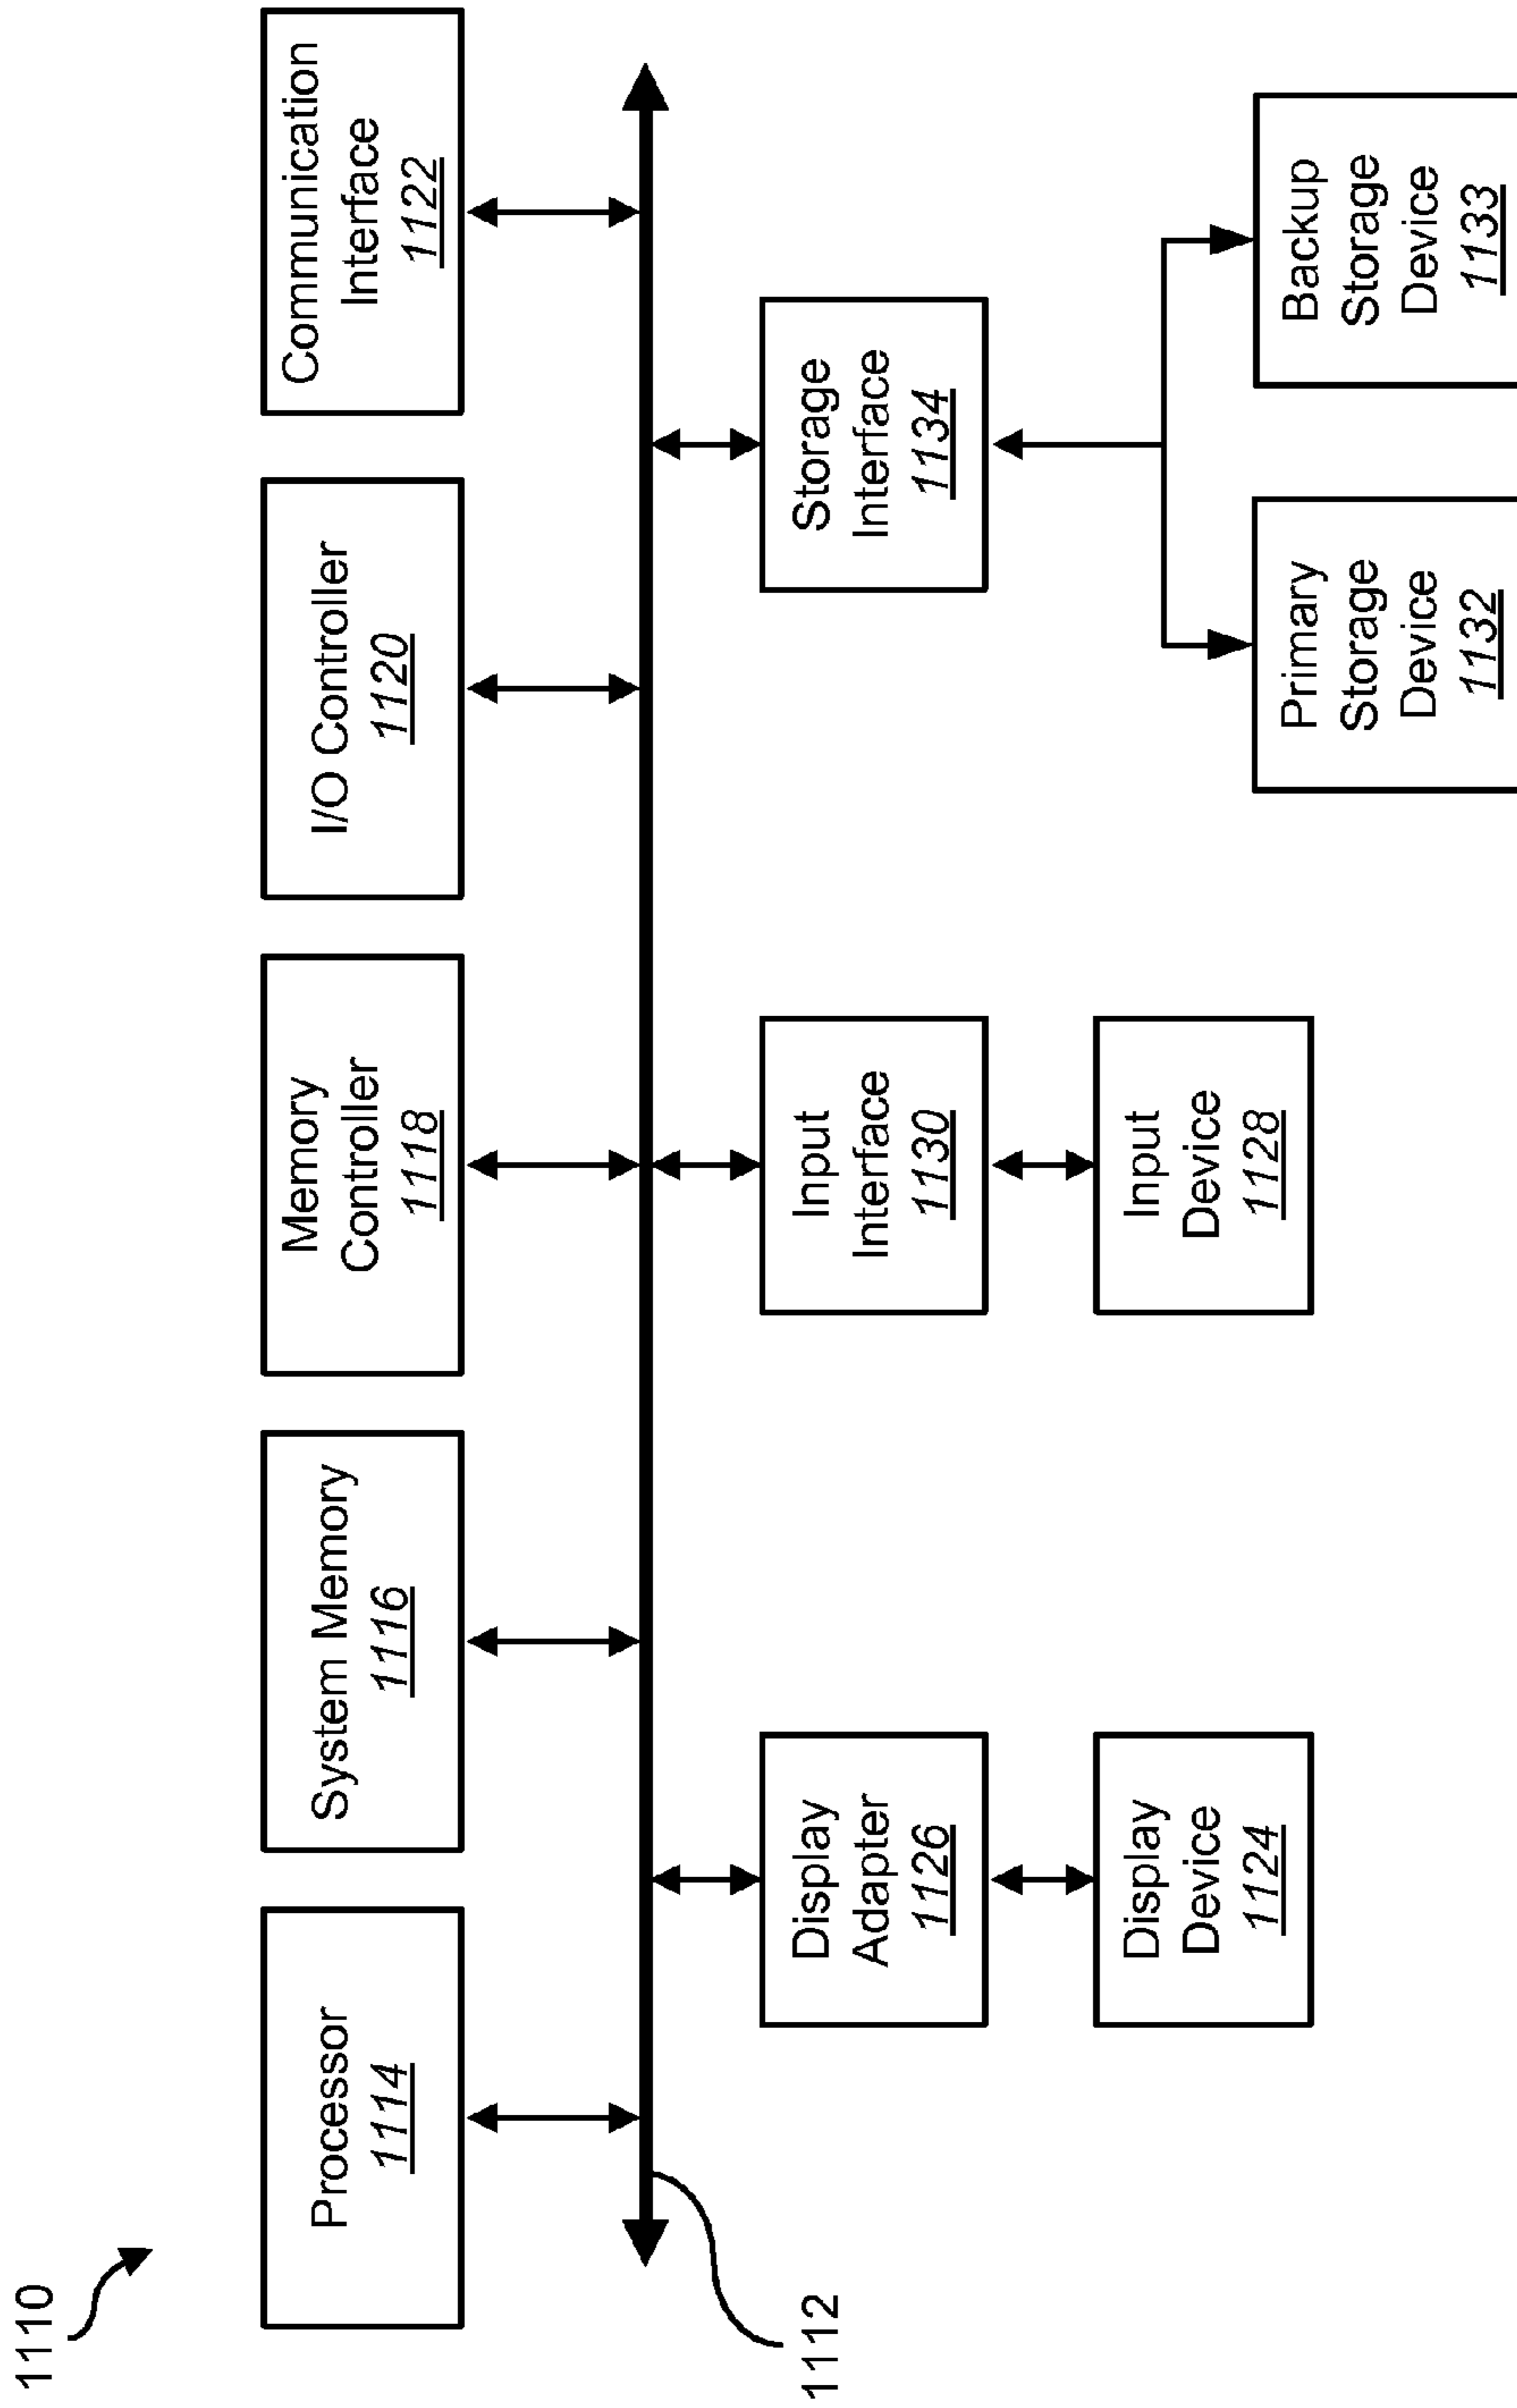 1110
Processor
1114
System Memory
1116
Memory
Controller
1118
I/O Controller
1120
Communication
Interface
1122
1112
Display
Adapter
1126
Input
Interface
1130
Storage
Interface
1134
Display
Device
1124
Input
Device
1128
Primary
Storage
Device
1132
Backup
Storage
Device
1133